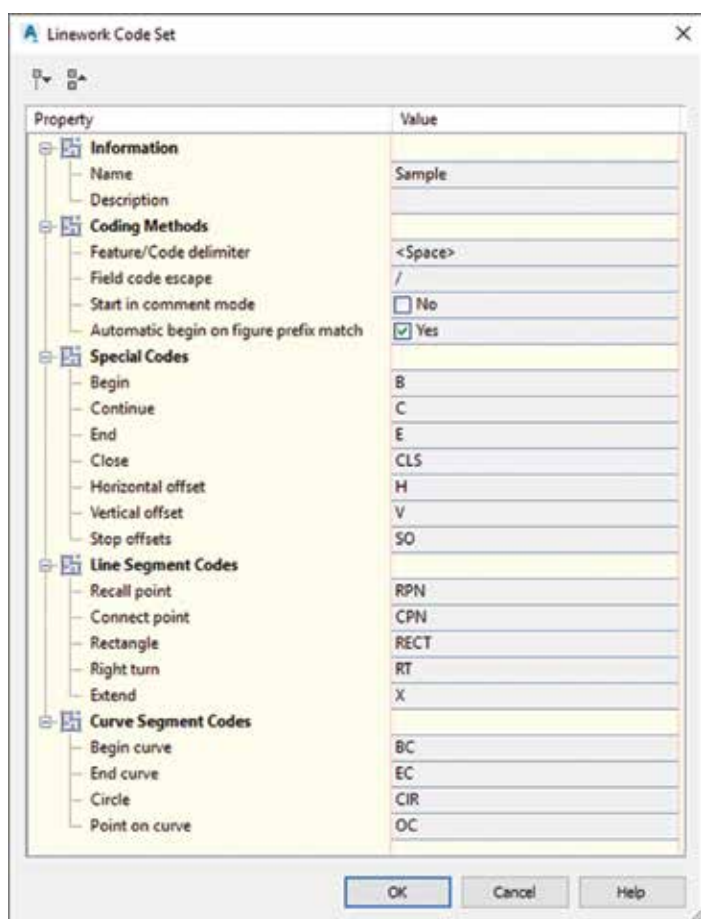 Linework Code Set
Property Value
Information
Name Sample
Description
Coding Methods
Feature/Code delimiter <Space>
Field code escape /
Start in comment mode No
Automatic begin on figure prefix match Yes
Special Codes
Begin B
Continue C
End E
Close CLS
Horizontal offset H
Vertical offset V
Stop offsets SO
Line Segment Codes
Recall point RPN
Connect point CPN
Rectangle RECT
Right turn RT
Extend X
Curve Segment Codes
Begin curve BC
End curve EC
Circle CIR
Point on curve OC
OK Cancel Help